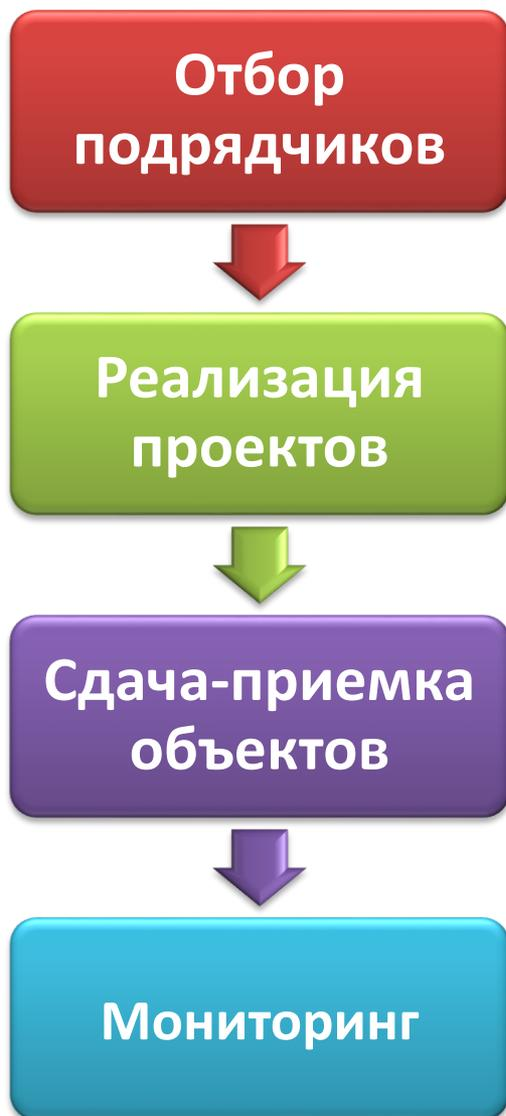 Отбор
подрядчиков
Реализация
проектов
Сдача-приемка
объектов
Мониторинг